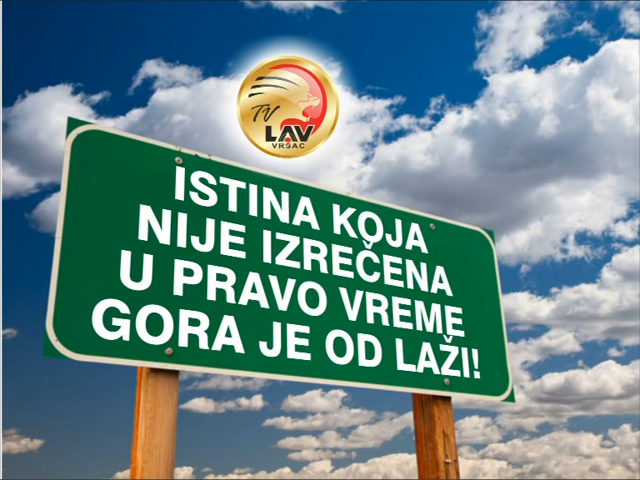 TV
LAV
VRŠAC
ISTINA KOJA
NIJE IZREČENA
U PRAVO VREME
GORA JE OD LAŽI!